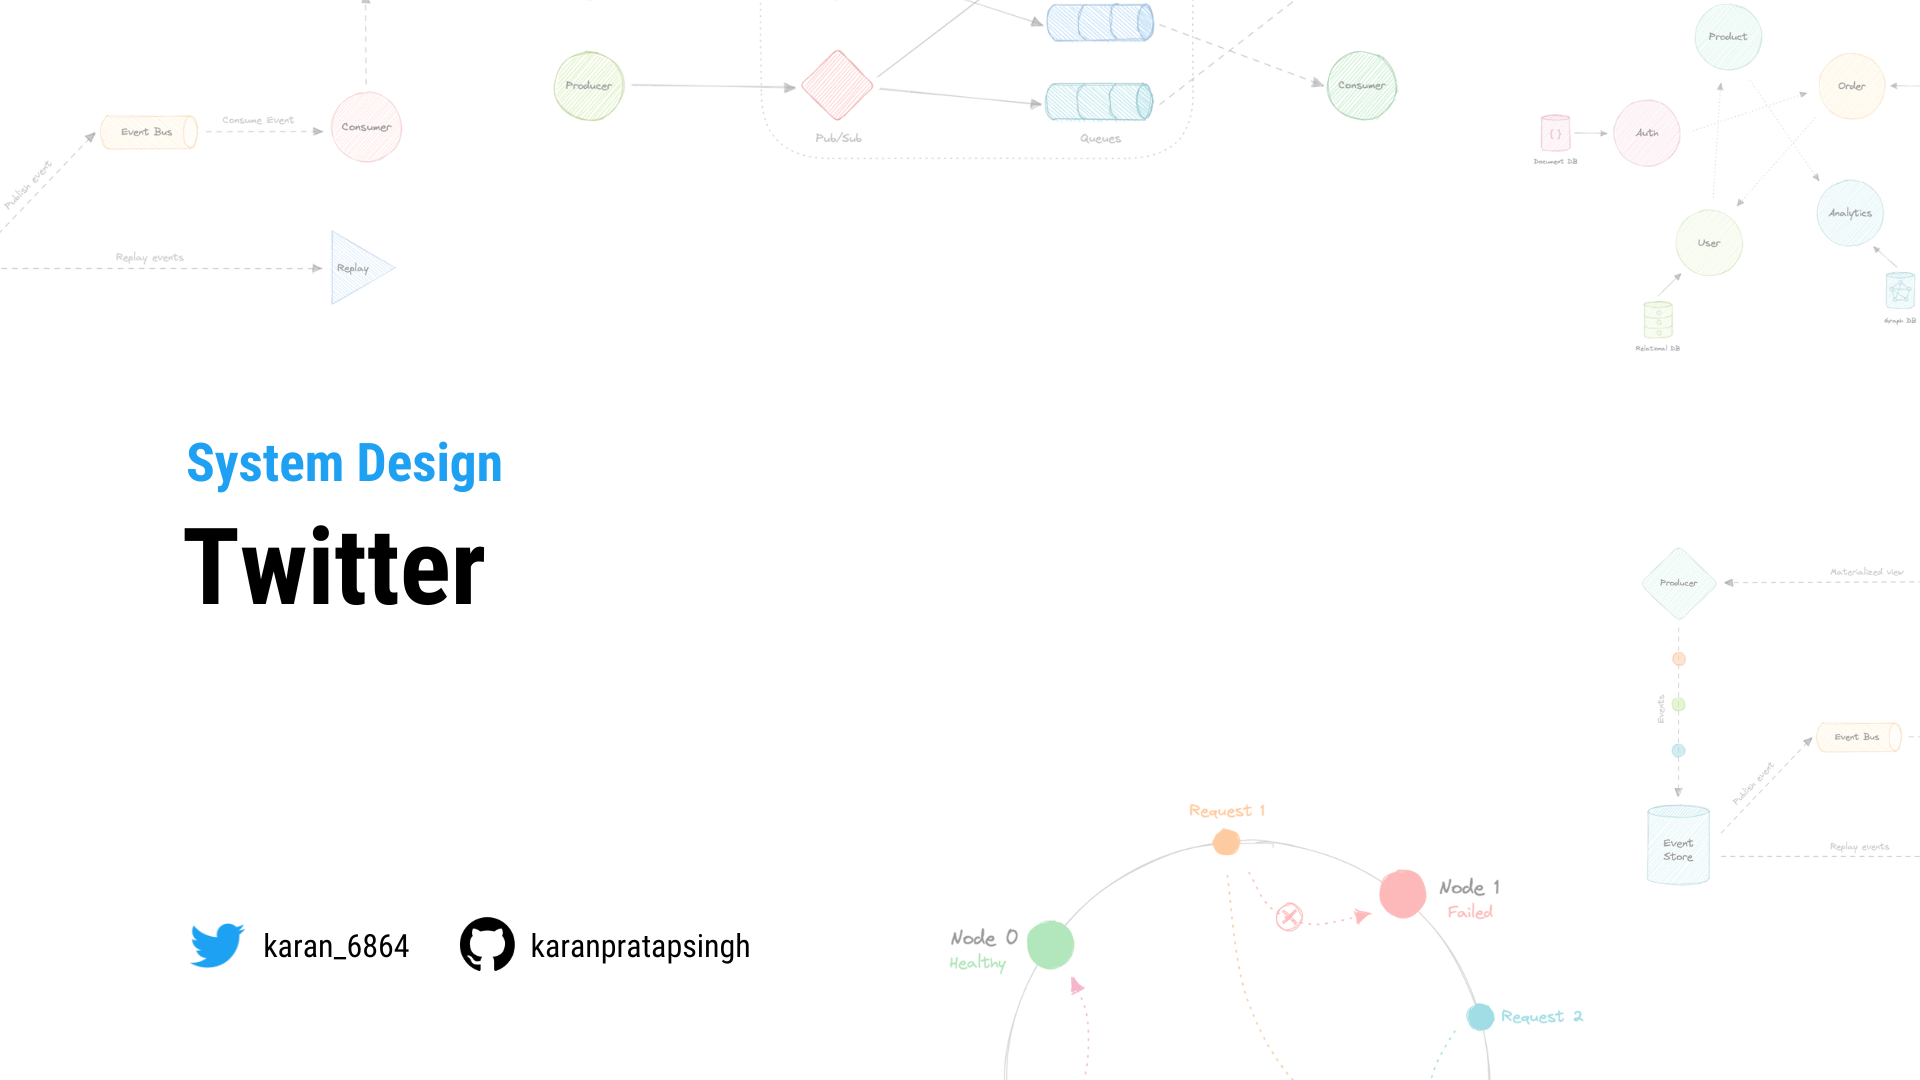 Publish event
Event Bus
Consume Event
Consumer
Replay events
Replay
Producer
Pub/Sub
Queues
Consumer
Product
Order
Document DB
Auth
Analytics
User
Graph DB
Relational DB
System Design
Twitter
karan_6864
karanpratapsingh
Materialized view
Producer
Events
Publish event
Event Bus
Event
Store
Replay events
Request 1
Node 1
Failed
Node 0
Healthy
Request 2